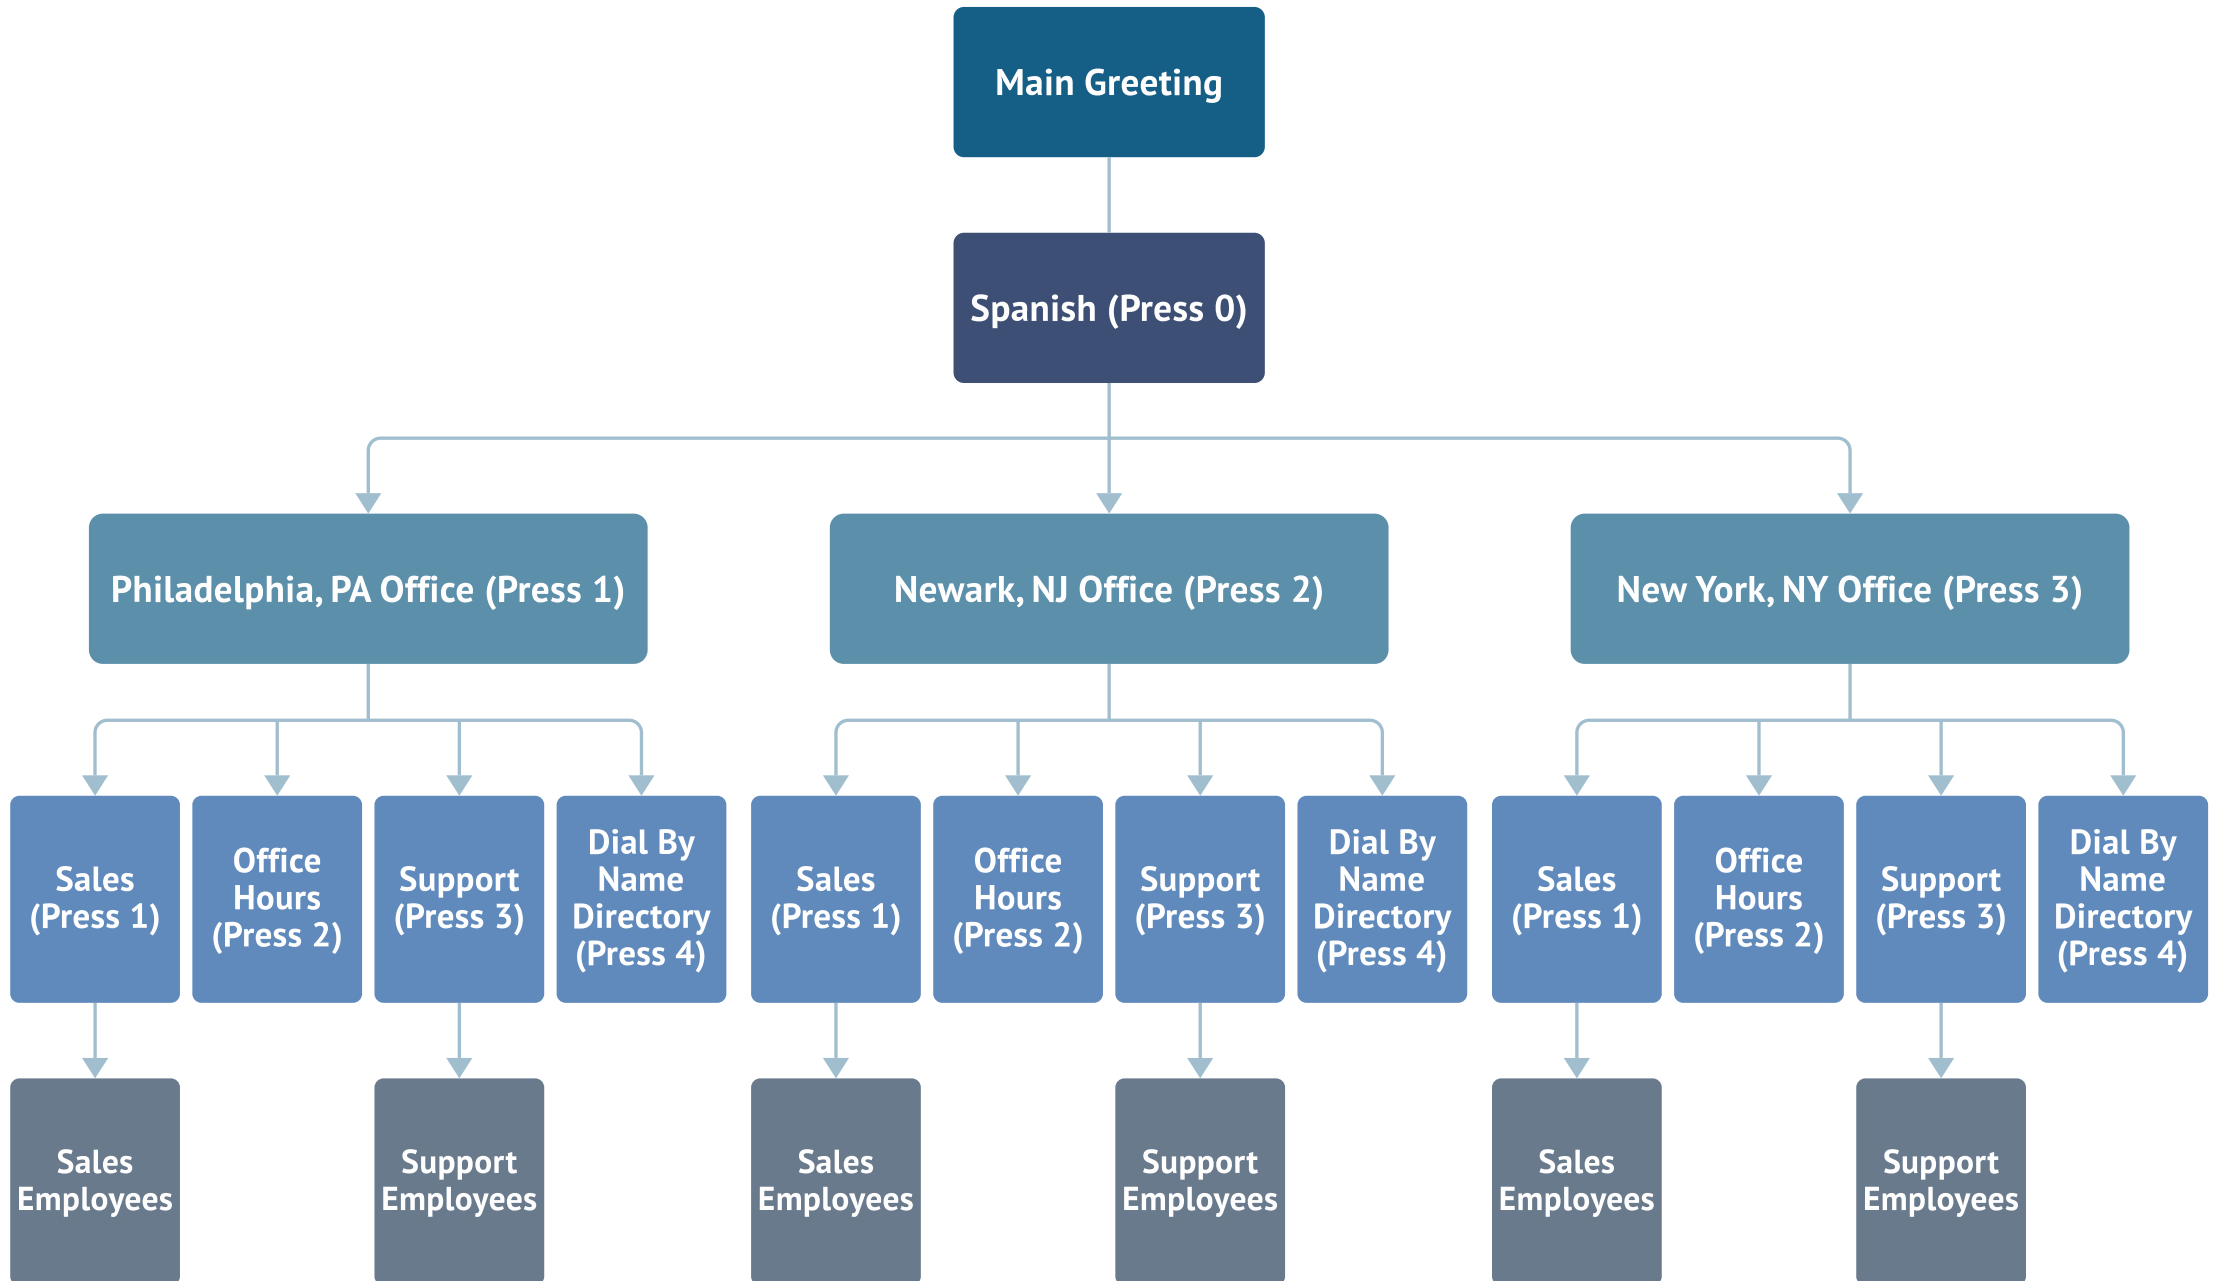 Main Greeting
Spanish (Press 0)
Philadelphia, PA Office (Press 1)
Newark, NJ Office (Press 2)
New York, NY Office (Press 3)
Sales
(Press 1)
Office
Hours
(Press 2)
Support
(Press 3)
Dial By
Name
Directory
(Press 4)
Sales
(Press 1)
Office
Hours
(Press 2)
Support
(Press 3)
Dial By
Name
Directory
(Press 4)
Sales
(Press 1)
Office
Hours
(Press 2)
Support
(Press 3)
Dial By
Name
Directory
(Press 4)
Sales
Employees
Support
Employees
Sales
Employees
Support
Employees
Sales
Employees
Support
Employees